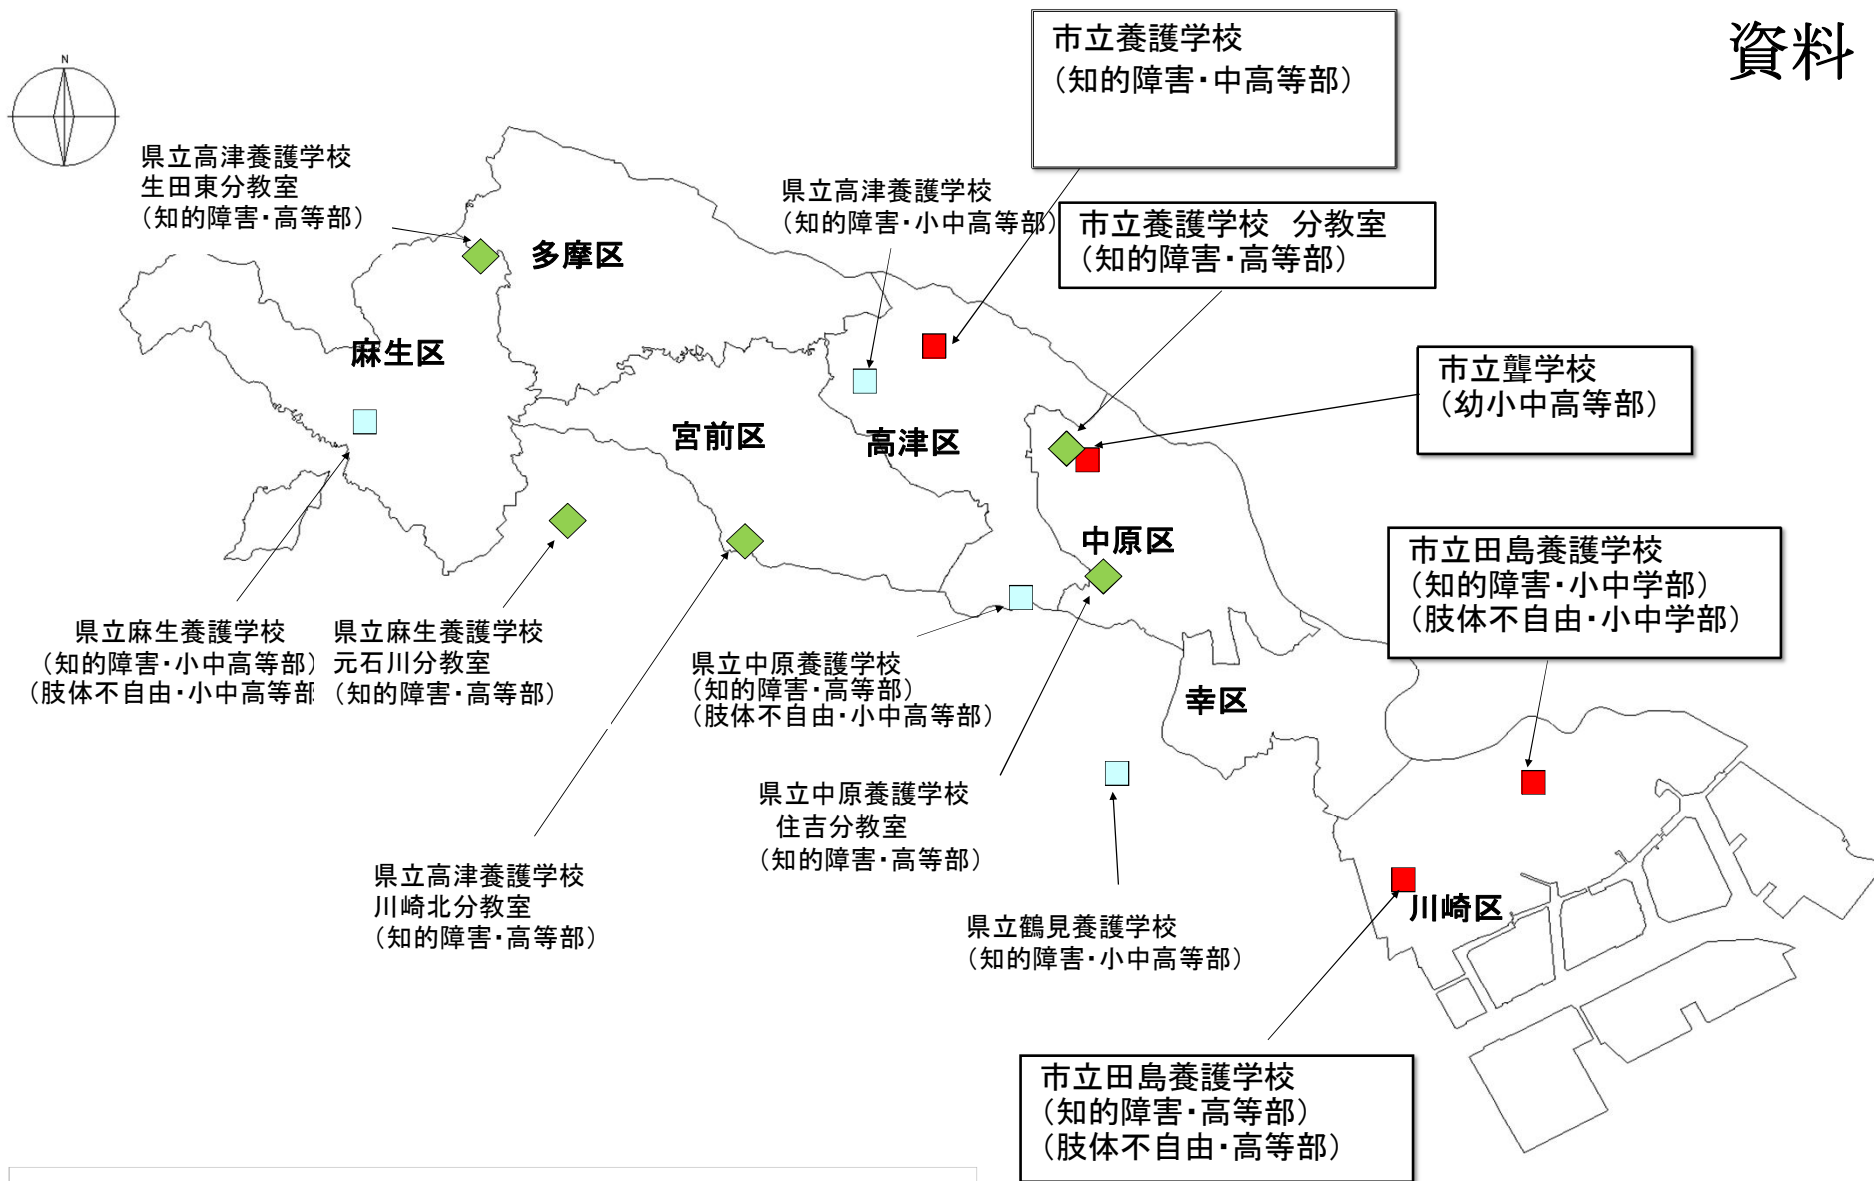 資料
N
市立養護学校
（知的障害・中高等部）
県立高津養護学校
生田東分教室
（知的障害・高等部）
県立高津養護学校
（知的障害・小中高等部）
市立養護学校　分教室
（知的障害・高等部）
多摩区
麻生区
宮前区
高津区
市立聾学校
（幼小中高等部）
中原区
市立田島養護学校
（知的障害・小中学部）
（肢体不自由・小中学部）
県立麻生養護学校
（知的障害・小中高等部）
（肢体不自由・小中高等部
県立麻生養護学校
元石川分教室
（知的障害・高等部）
県立中原養護学校
（知的障害・高等部）
（肢体不自由・小中高等部）
幸区
県立中原養護学校
住吉分教室
（知的障害・高等部）
県立高津養護学校
川崎北分教室
（知的障害・高等部）
県立鶴見養護学校
（知的障害・小中高等部）
川崎区
市立田島養護学校
（知的障害・高等部）
（肢体不自由・高等部）